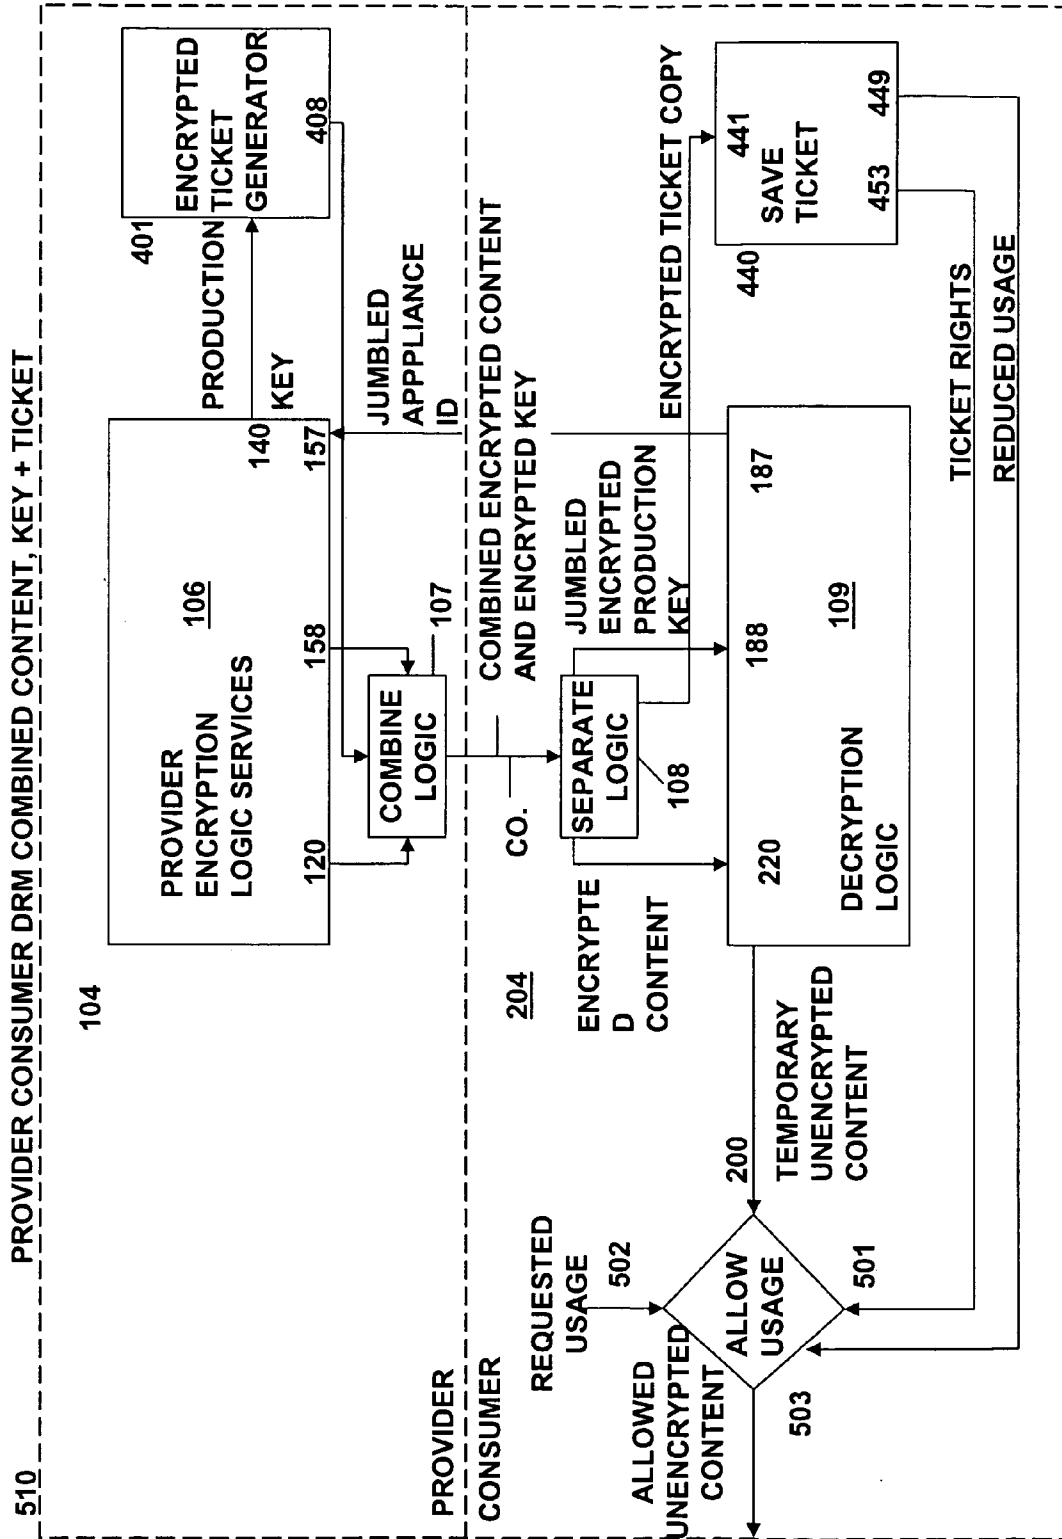 PROVIDER CONSUMER DRM COMBINED CONTENT, KEY + TICKET
510
104
106
PROVIDER
ENCRYPTION
LOGIC SERVICES
120
158
140
157
PRODUCTION
KEY
401
ENCRYPTED
TICKET
GENERATOR
408
JUMBLED
APPPLIANCE
ID
COMBINE
LOGIC
107
PROVIDER
CONSUMER
COMBINED ENCRYPTED CONTENT
AND ENCRYPTED KEY
CO.
204
SEPARATE
LOGIC
108
ENCRYPTE
D
CONTENT
JUMBLED
ENCRYPTED
PRODUCTION
KEY
ENCRYPTED TICKET COPY
441
SAVE
TICKET
440
453
449
220
188
187
109
DECRYPTION
LOGIC
REQUESTED
USAGE
502
ALLOWED
UNENCRYPTED
CONTENT
ALLOW
USAGE
200
TEMPORARY
UNENCRYPTED
CONTENT
501
503
TICKET RIGHTS
REDUCED USAGE